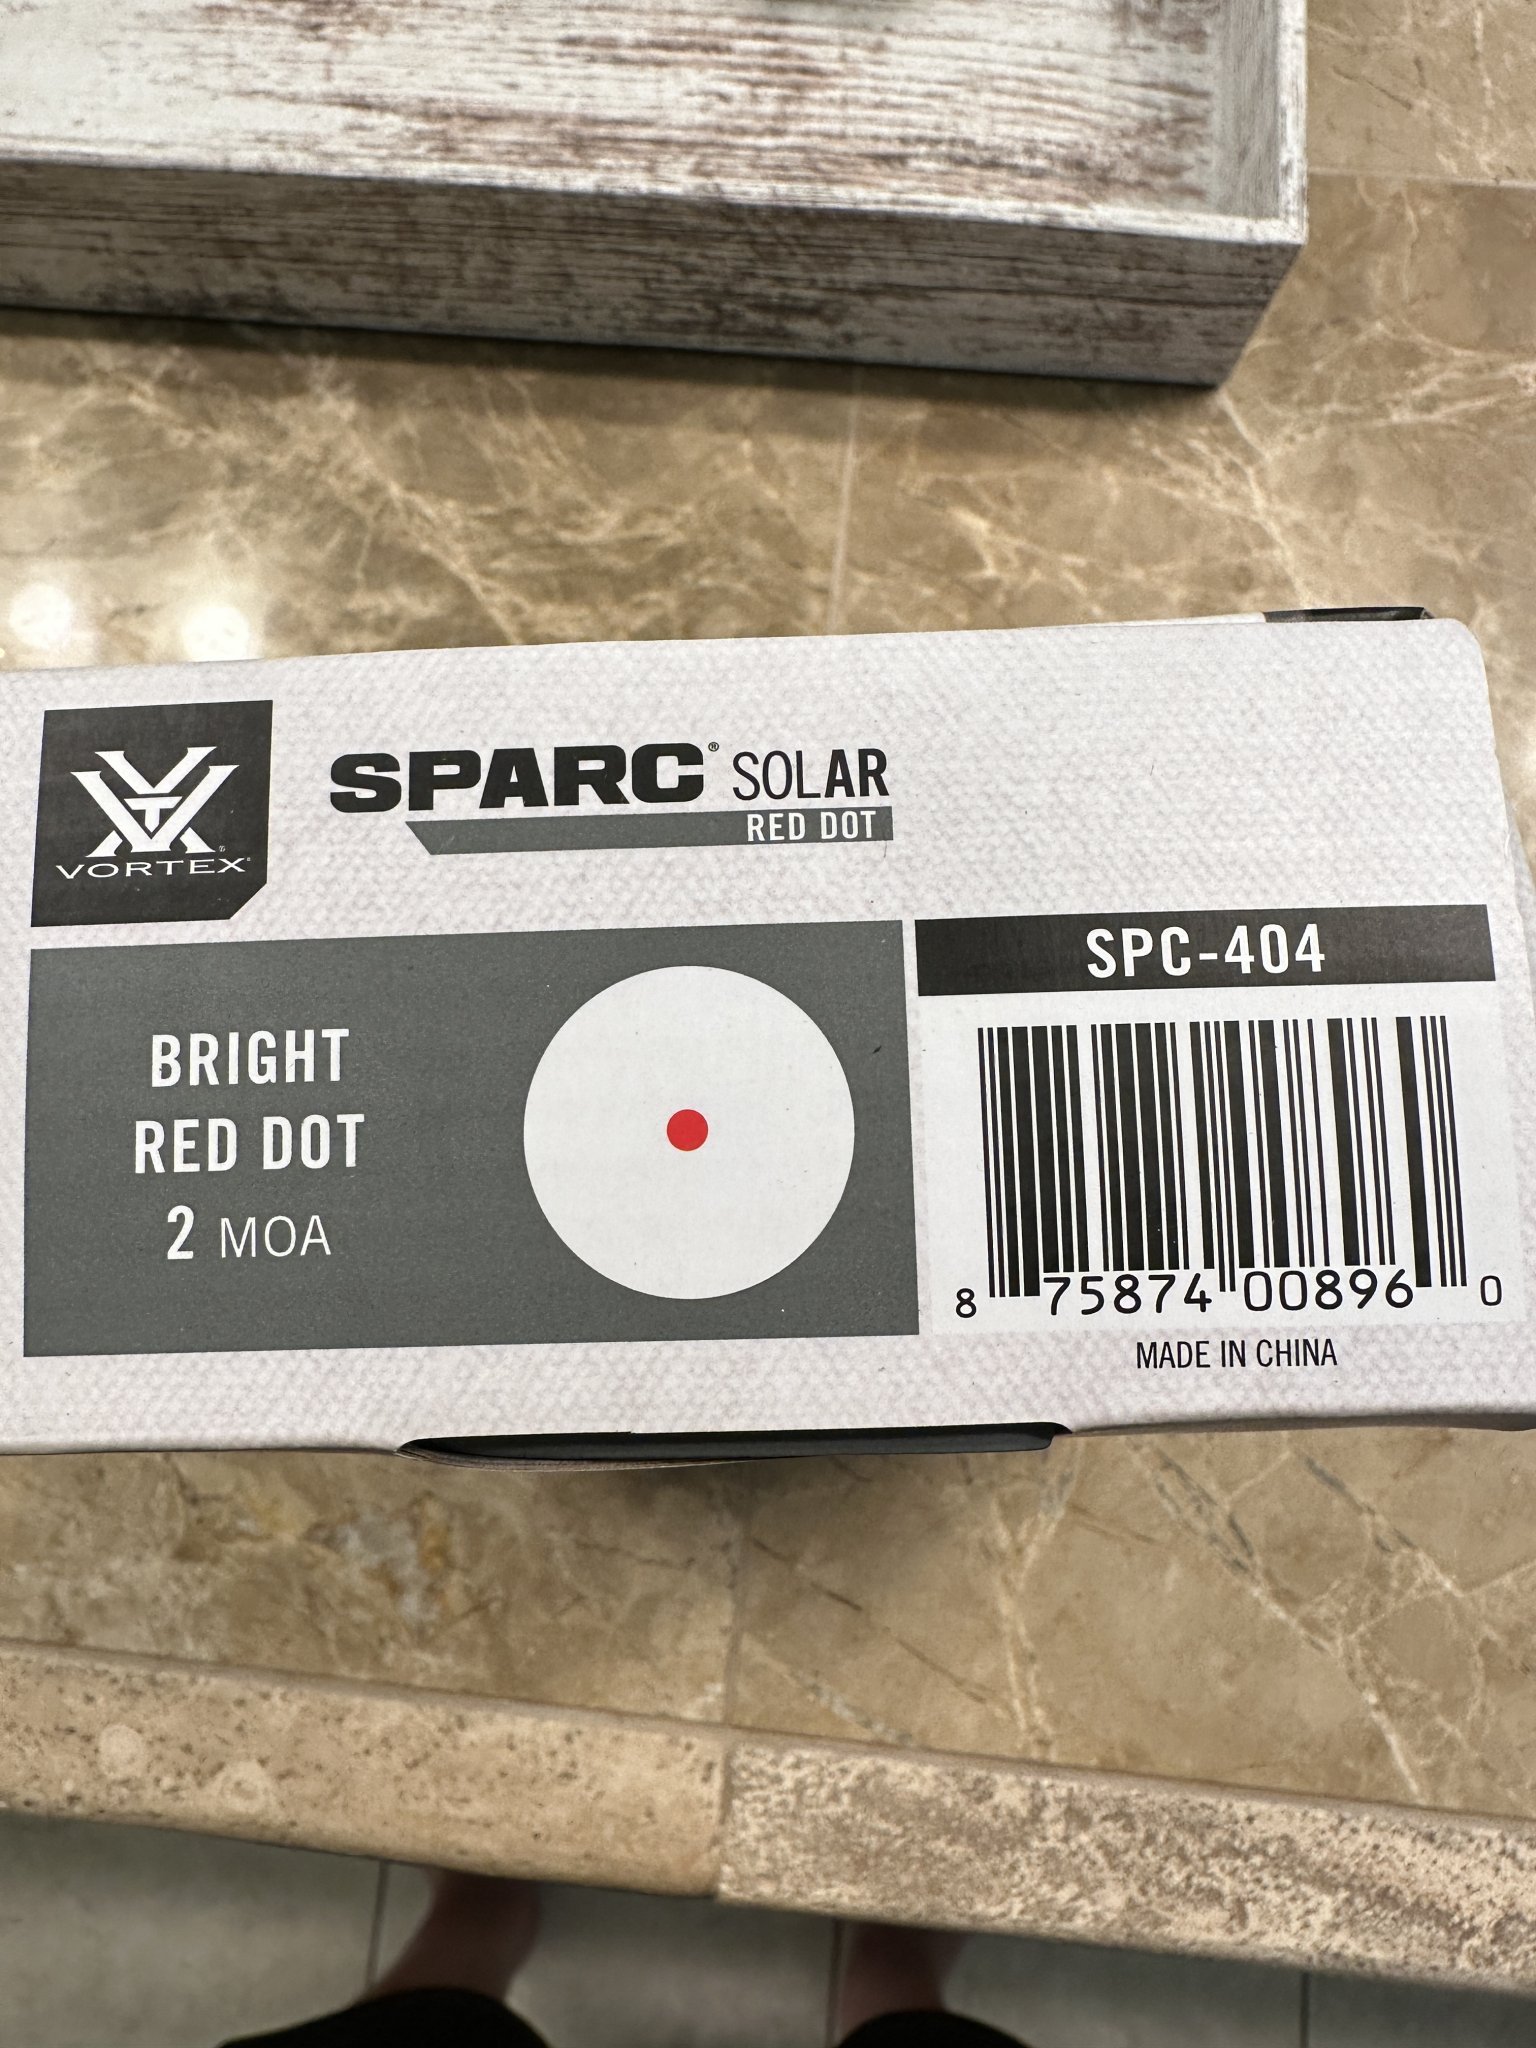 VORTEX®
SPARC® SOLAR
RED DOT
BRIGHT
RED DOT
2 MOA
SPC-404
8 75874 00896 0
MADE IN CHINA